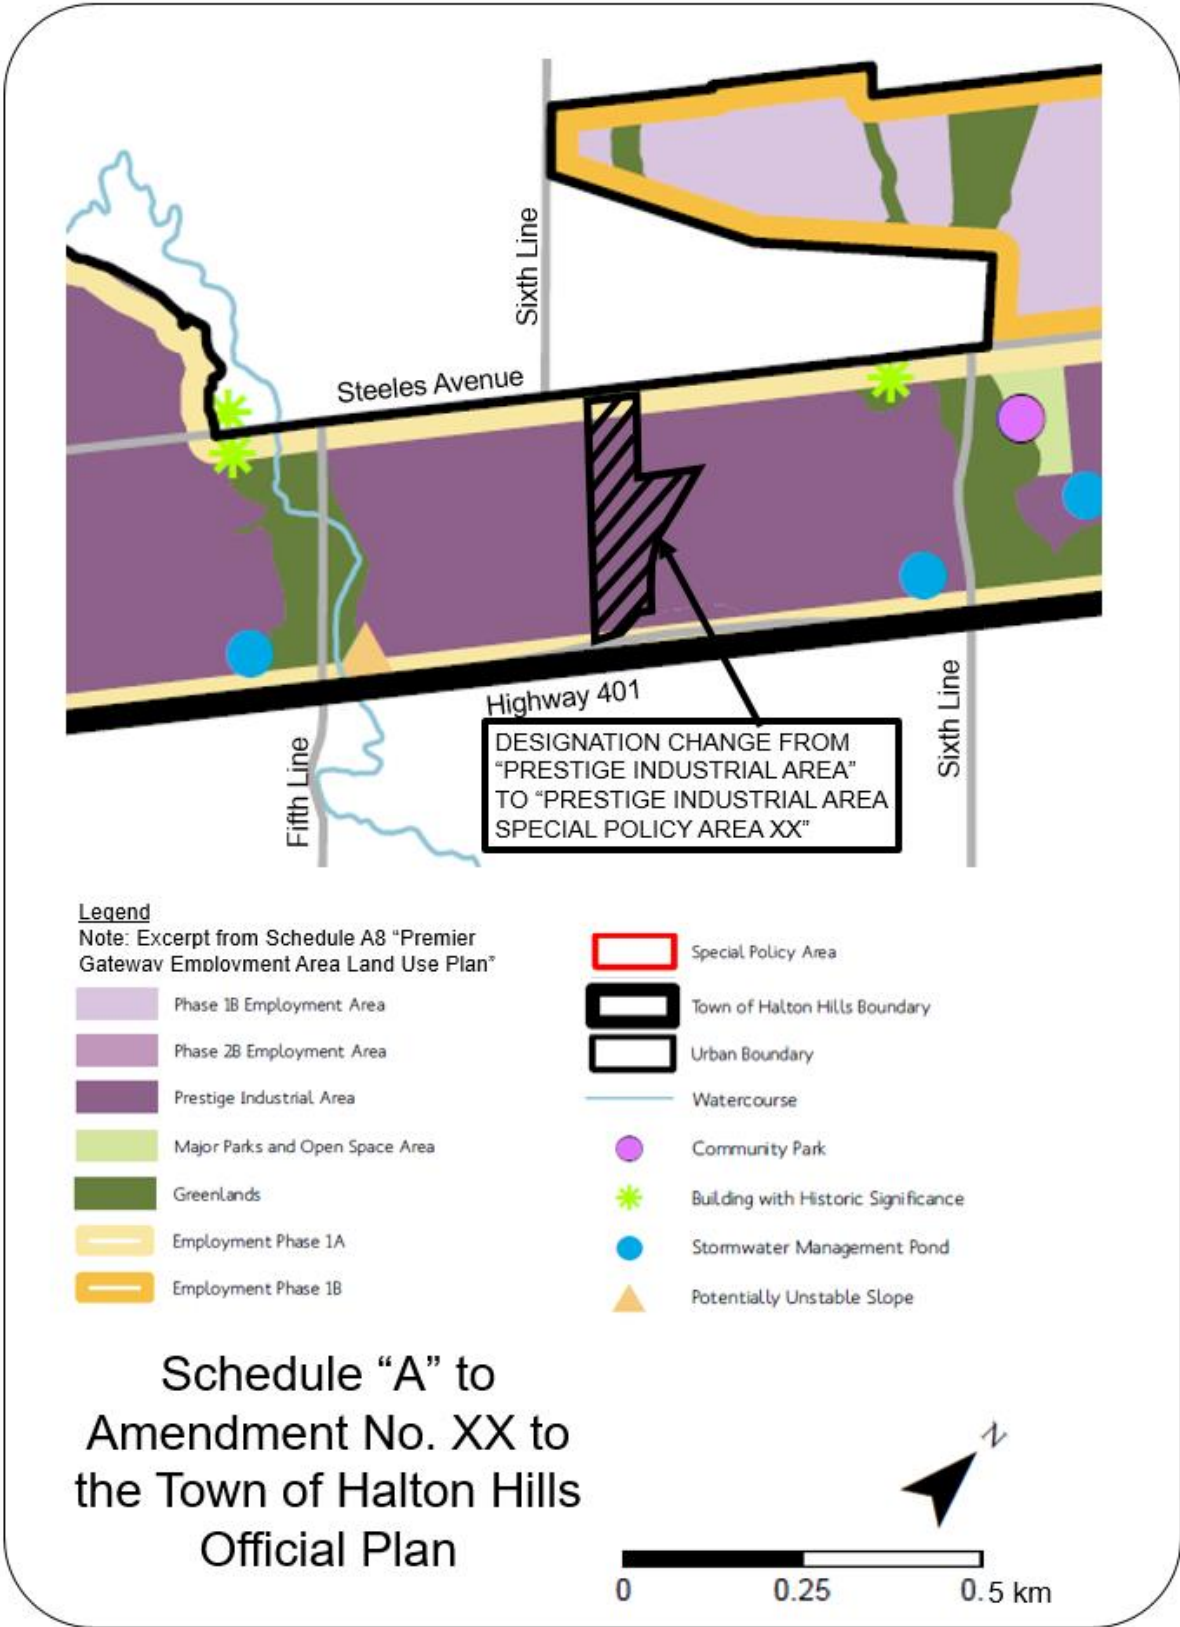 Sixth Line
Steeles Avenue
Highway 401
DESIGNATION CHANGE FROM
“PRESTIGE INDUSTRIAL AREA”
TO “PRESTIGE INDUSTRIAL AREA
SPECIAL POLICY AREA XX”
Fifth Line
Sixth Line
Legend
Note: Excerpt from Schedule A8 “Premier
Gateway Employment Area Land Use Plan”
Phase 1B Employment Area
Phase 2B Employment Area
Prestige Industrial Area
Major Parks and Open Space Area
Greenlands
Employment Phase 1A
Employment Phase 1B
Special Policy Area
Town of Halton Hills Boundary
Urban Boundary
Watercourse
Community Park
Building with Historic Significance
Stormwater Management Pond
Potentially Unstable Slope
Schedule “A” to
Amendment No. XX to
the Town of Halton Hills
Official Plan
N
0 0.25 0.5 km